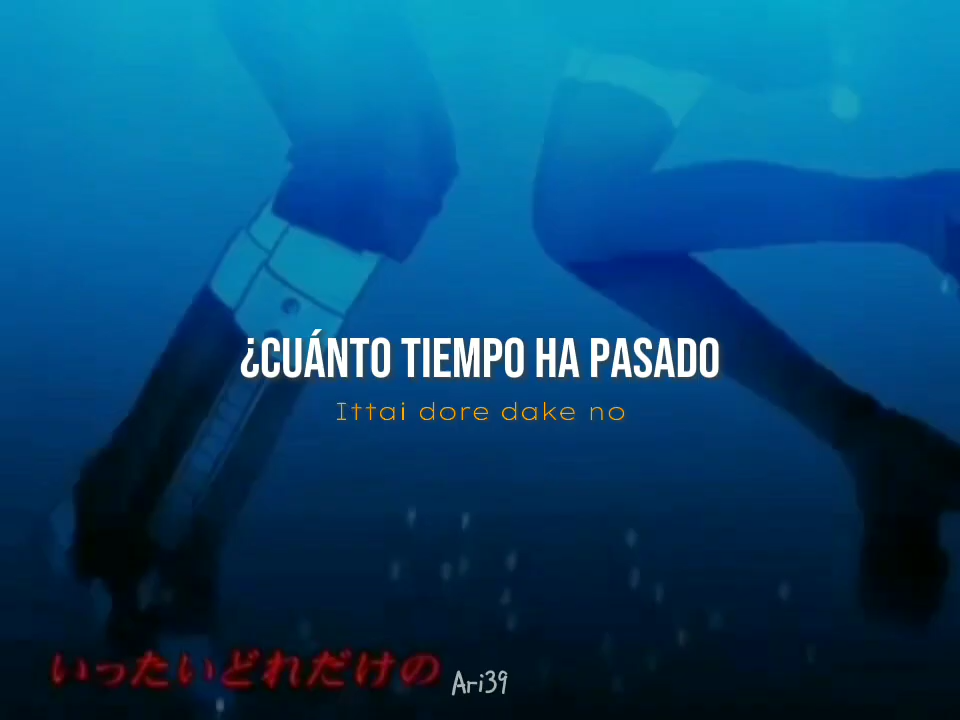 ¿CUÁNTO TIEMPO HA PASADO
Ittai dore dake no
いったいどれだけの
Ari39